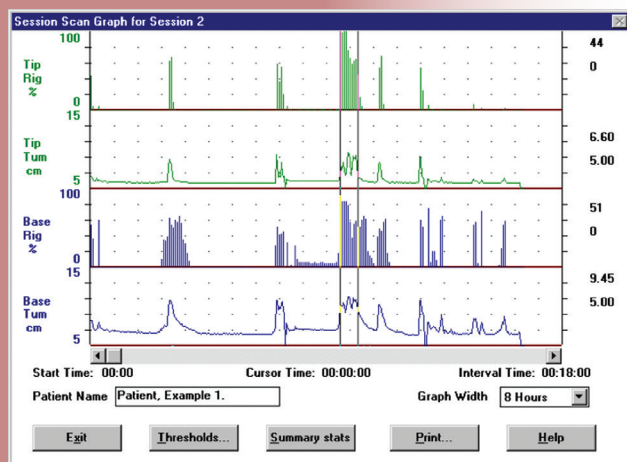 Session Scan Graph for Session 2
100
Tip
Rig
%
0
44
0
15
Tip
Tum
cm
5
6.60
5.00
100
Base
Rig
%
0
51
0
15
Base
Tum
cm
5
9.45
5.00
Start Time: 00:00 Cursor Time: 00:00:00 Interval Time: 00:18:00
Patient Name Patient, Example 1. Graph Width 8 Hours
Exit Thresholds... Summary stats Print... Help